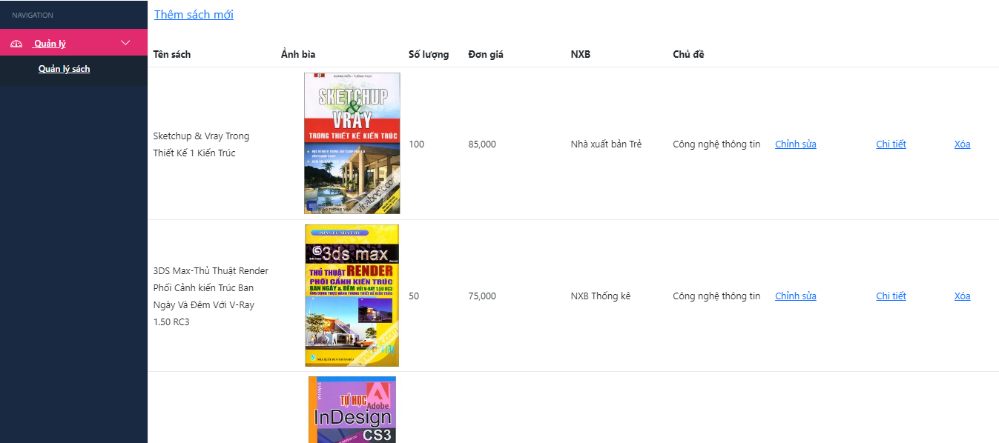 NAVIGATION
Quản lý
Quản lý sách
Thêm sách mới
Tên sách Ảnh bìa Số lượng Đơn giá NXB Chủ đề
Sketchup & Vray Trong
Thiết Kế 1 Kiến Trúc
SKETCHUP
&
VRAY
TRONG THIẾT KẾ KIẾN TRÚC
vinabook.com
100 85,000 Nhà xuất bản Trẻ Công nghệ thông tin Chỉnh sửa Chi tiết Xóa
3DS Max-Thủ Thuật Render
Phối Cảnh kiến Trúc Ban
Ngày Và Đêm Với V-Ray
1.50 RC3
3ds max
THỦ THUẬT RENDER
PHỐI CẢNH KIẾN TRÚC
BAN NGÀY & ĐÊM VỚI V-RAY 1.50 RC3
ỨNG DỤNG THỰC HÀNH TRONG THIẾT KẾ KIẾN TRÚC
vinabook.com
50 75,000 NXB Thống kê Công nghệ thông tin Chỉnh sửa Chi tiết Xóa
TỰ HỌC
Adobe
InDesign
CS3